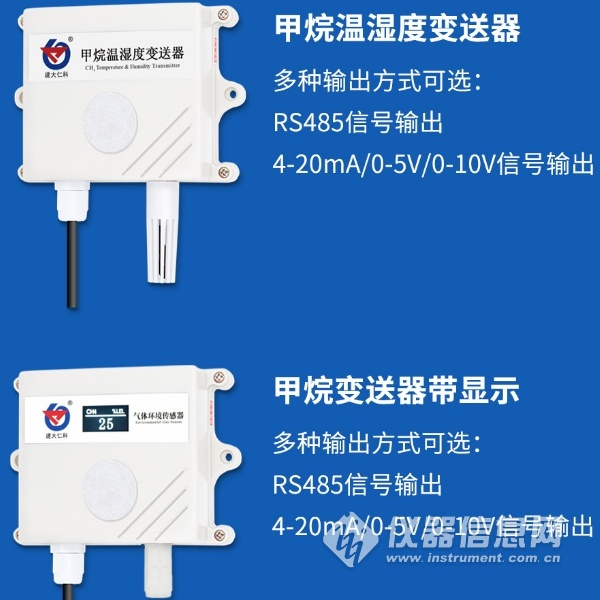 甲烷温湿度变送器
多种输出方式可选：
RS485信号输出
4-20mA/0-5V/0-10V信号输出
建大仁科
甲烷温湿度变送器
CH₄ Temperature & Humidity Transmitter
甲烷变送器带显示
多种输出方式可选：
RS485信号输出
4-20mA/0-5V/0-10V信号输出
建大仁科
CH4 %LEL
25
气体环境传感器
Environmental Gas Sensor
仪器信息网
www.instrument.com.cn